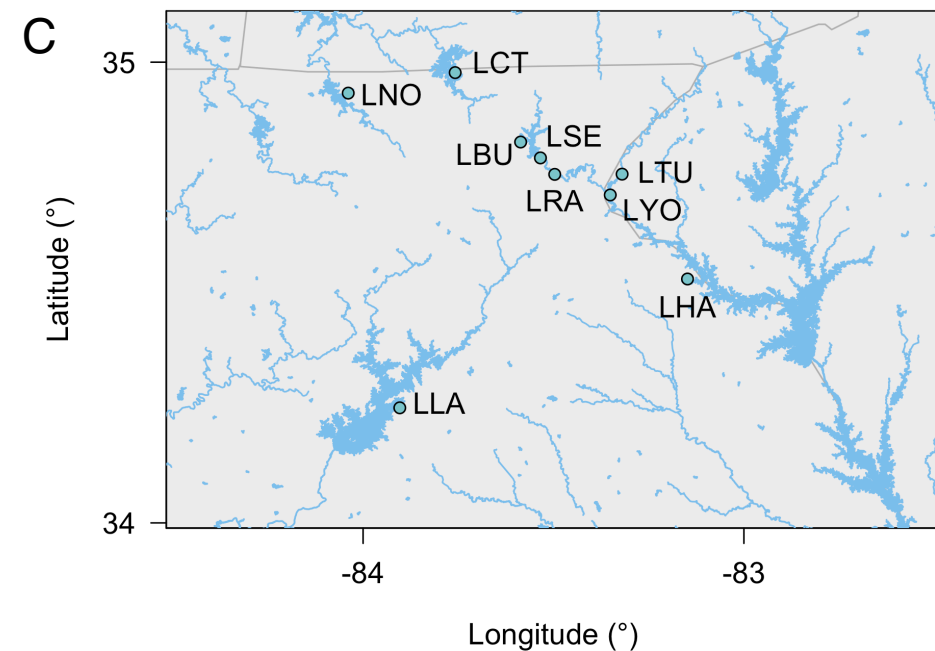 C
35
LCT
LNO
LSE
LBU
LTU
LRA
LYO
LHA
LLA
34
Latitude (°)
-84
-83
Longitude (°)